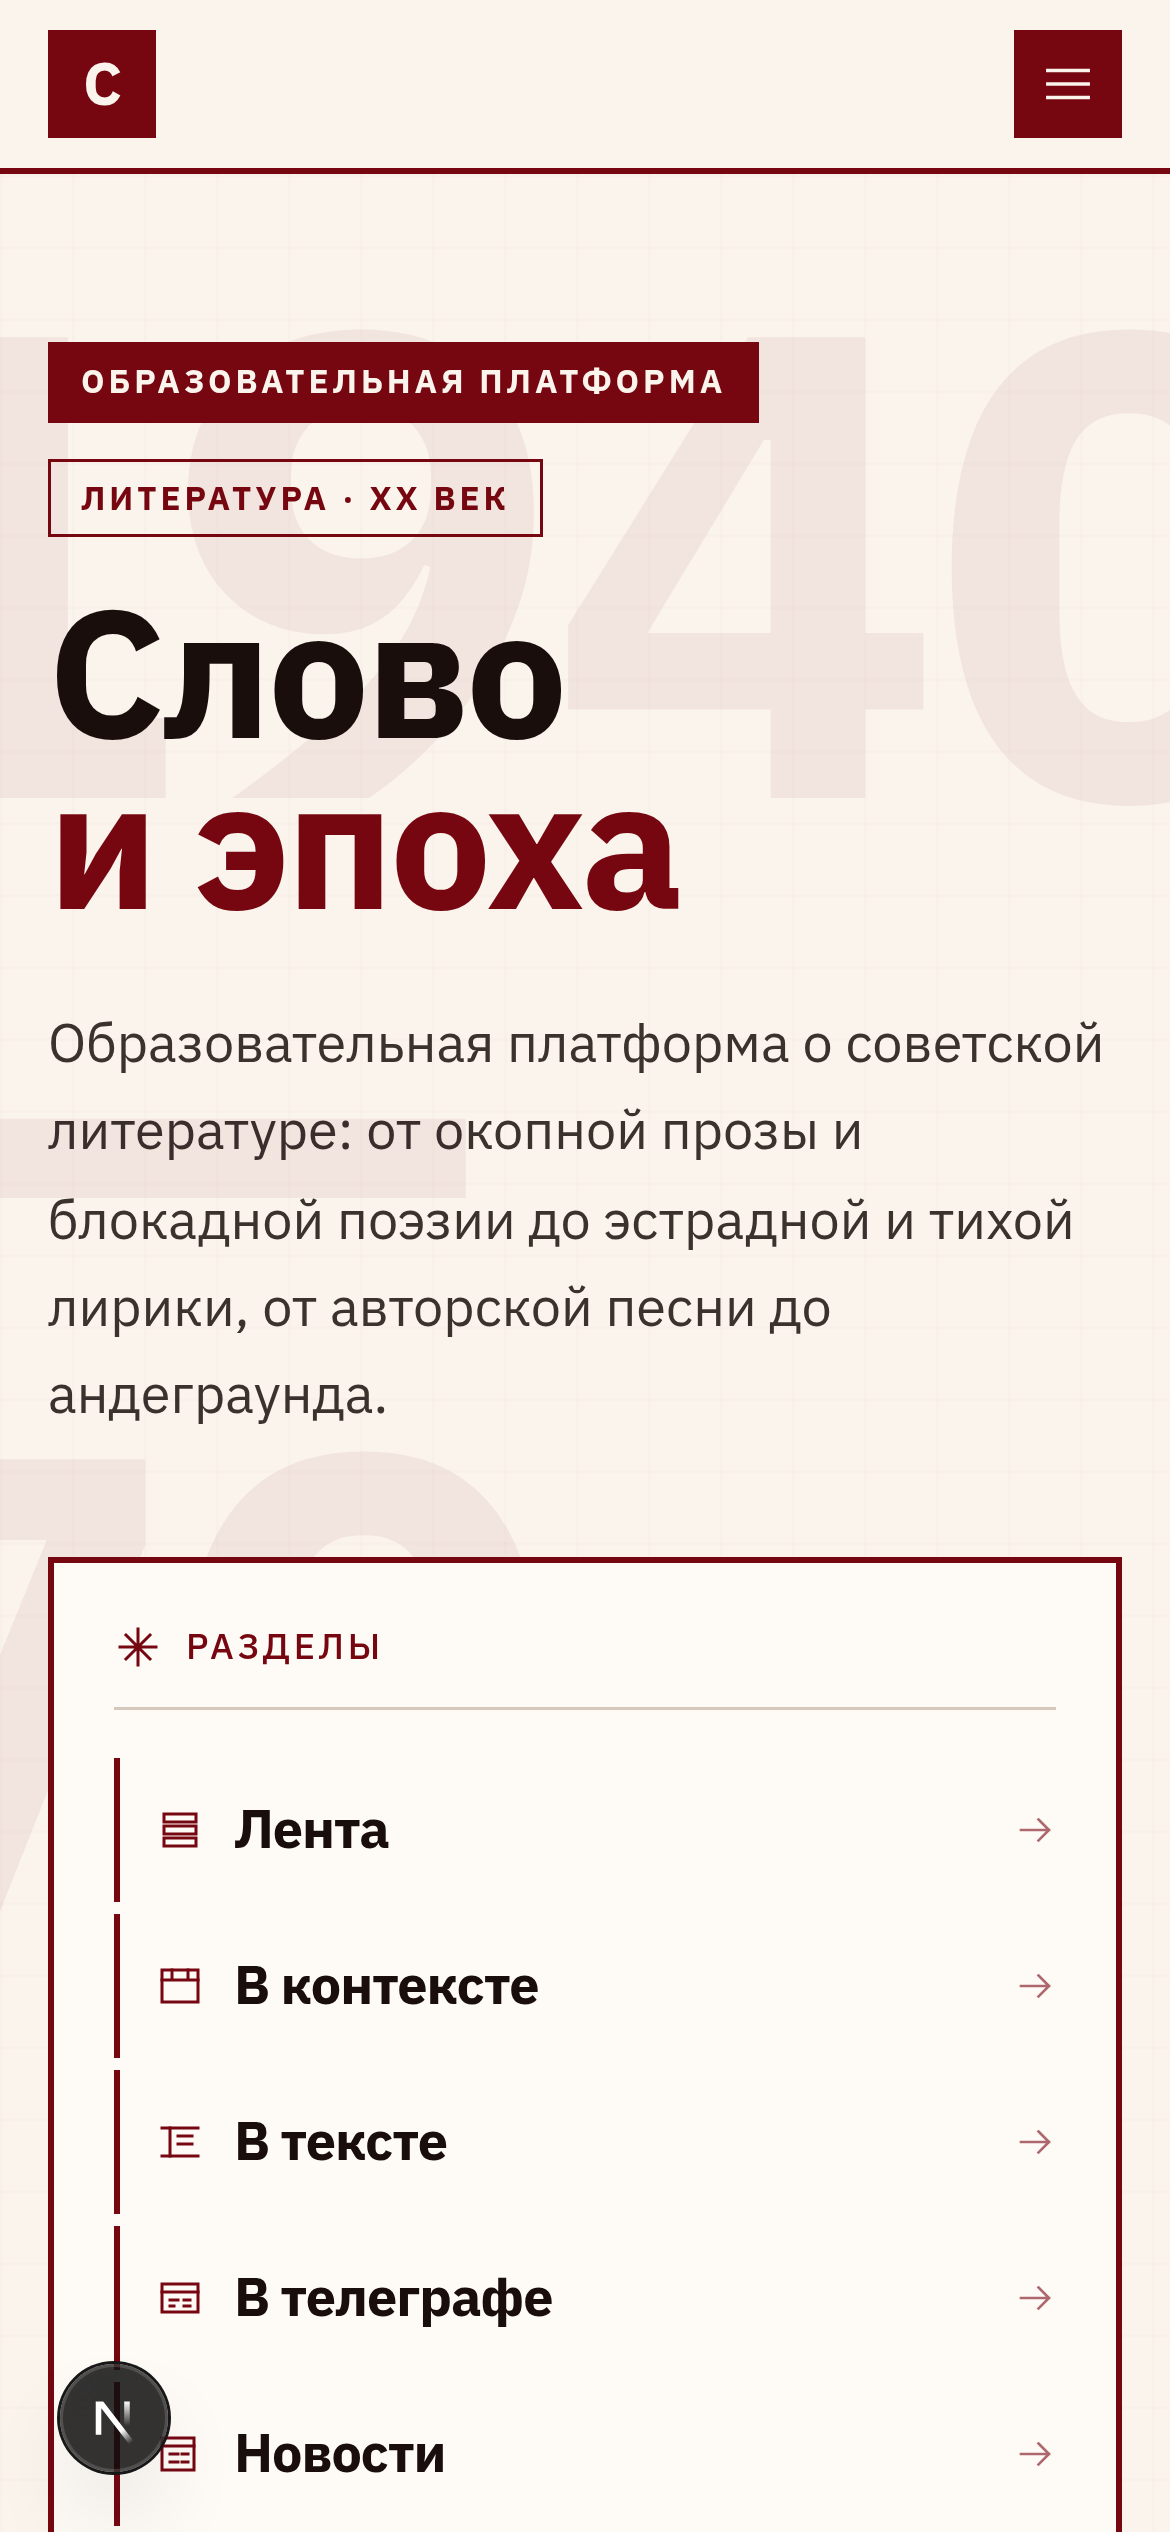 С
ОБРАЗОВАТЕЛЬНАЯ ПЛАТФОРМА
1940
ЛИТЕРАТУРА · XX ВЕК
Слово
и эпоха
Образовательная платформа о советской
литературе: от окопной прозы и
блокадной поэзии до эстрадной и тихой
лирики, от авторской песни до
андеграунда.
РАЗДЕЛЫ
Лента
В контексте
В тексте
В телеграфе
N
Новости